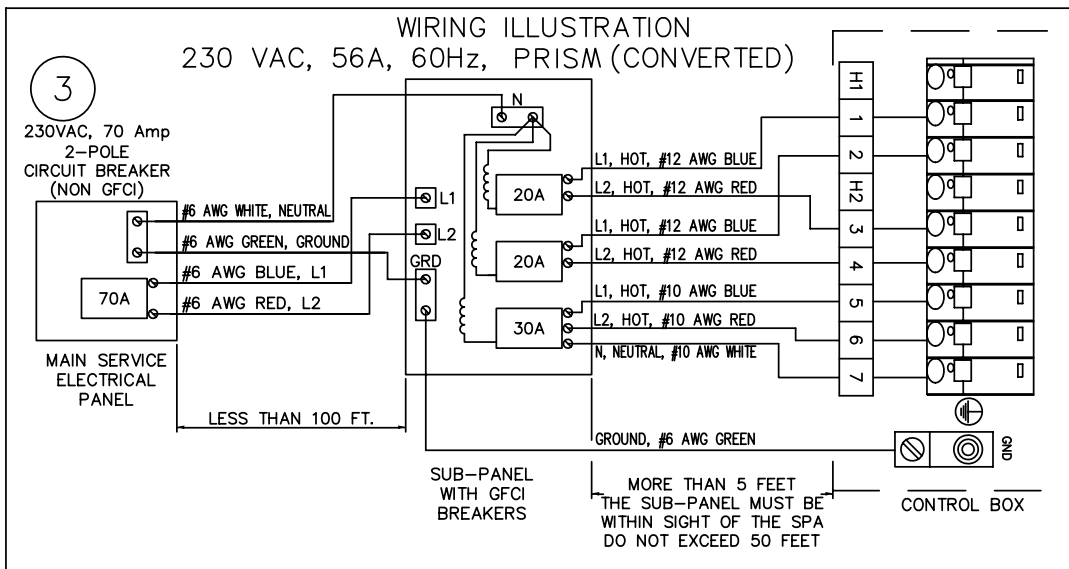 WIRING ILLUSTRATION
230 VAC, 56A, 60Hz, PRISM (CONVERTED)
3
230VAC, 70 Amp
2-POLE
CIRCUIT BREAKER
(NON GFCI)
#6 AWG WHITE, NEUTRAL
#6 AWG GREEN, GROUND
#6 AWG BLUE, L1
#6 AWG RED, L2
70A
MAIN SERVICE
ELECTRICAL
PANEL
LESS THAN 100 FT.
N
L1
L2
GRD
20A
20A
30A
SUB-PANEL
WITH GFCI
BREAKERS
L1, HOT, #12 AWG BLUE
L2, HOT, #12 AWG RED
L1, HOT, #12 AWG BLUE
L2, HOT, #12 AWG RED
L1, HOT, #10 AWG BLUE
L2, HOT, #10 AWG RED
N, NEUTRAL, #10 AWG WHITE
GROUND, #6 AWG GREEN
MORE THAN 5 FEET
THE SUB-PANEL MUST BE
WITHIN SIGHT OF THE SPA
DO NOT EXCEED 50 FEET
H1
1
2
H2
3
4
5
6
7
GND
CONTROL BOX